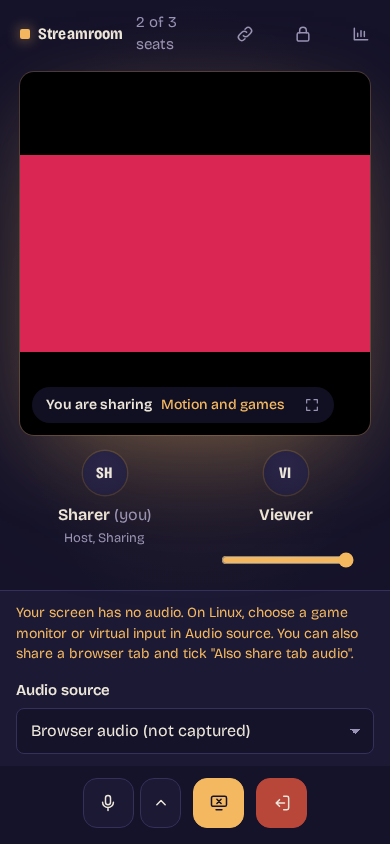 Streamroom
2 of 3
seats
You are sharing Motion and games
SH
VI
Sharer (you)
Viewer
Host, Sharing
Your screen has no audio. On Linux, choose a game
monitor or virtual input in Audio source. You can also
share a browser tab and tick "Also share tab audio".
Audio source
Browser audio (not captured)